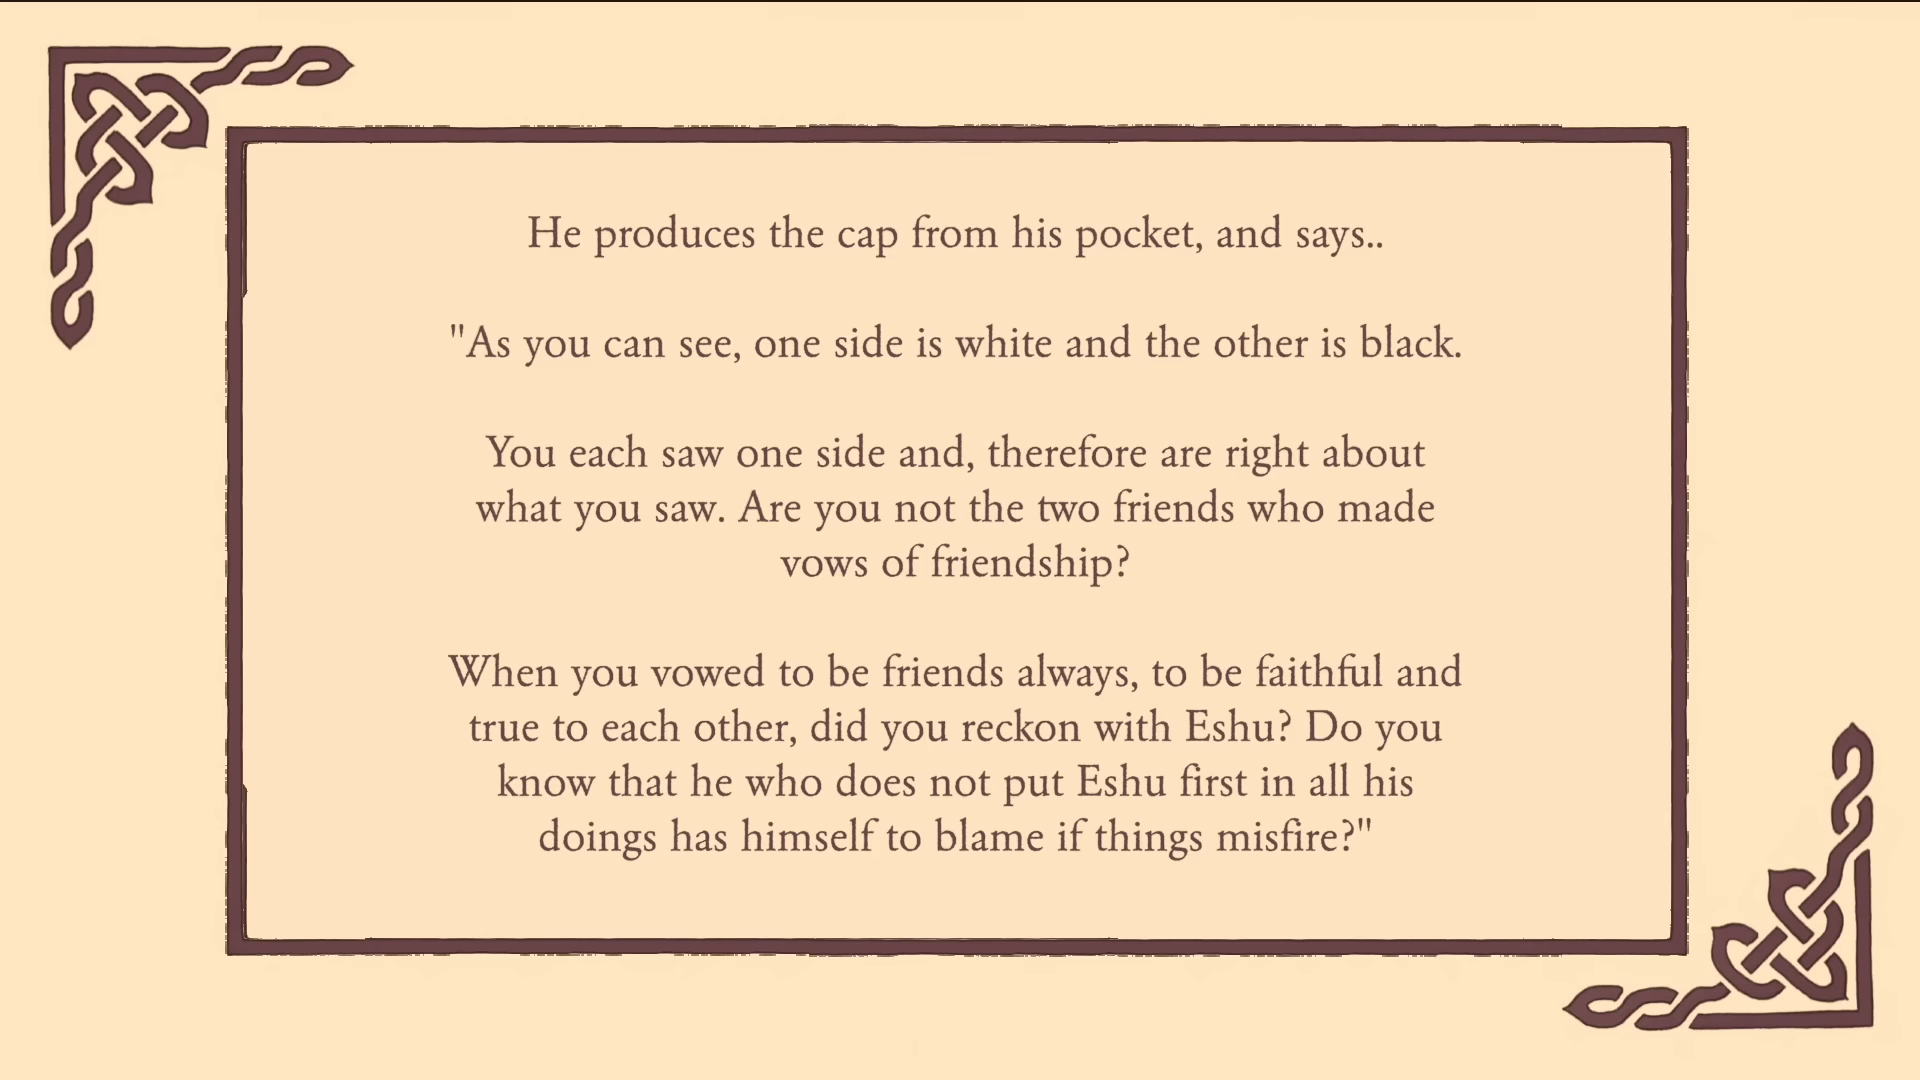 He produces the cap from his pocket, and says..
"As you can see, one side is white and the other is black.
You each saw one side and, therefore are right about
what you saw. Are you not the two friends who made
vows of friendship?
When you vowed to be friends always, to be faithful and
true to each other, did you reckon with Eshu? Do you
know that he who does not put Eshu first in all his
doings has himself to blame if things misfire?"